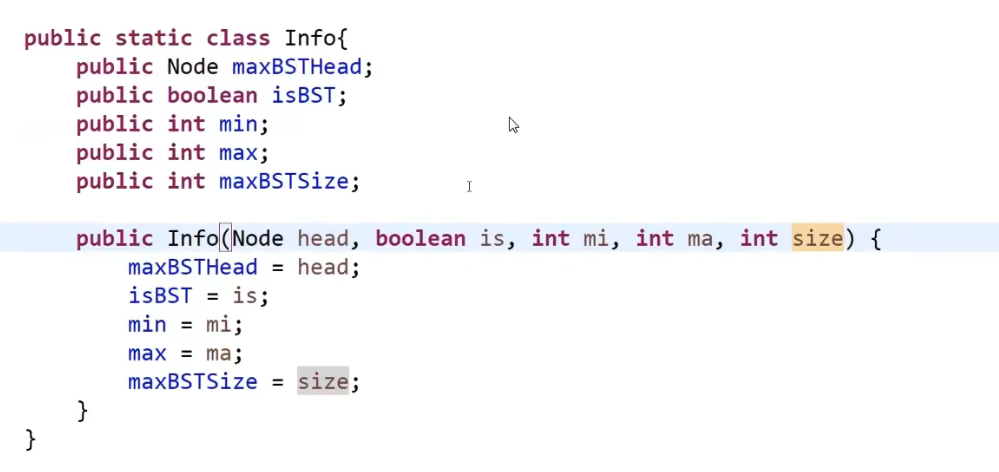 public static class Info{
    public Node maxBSTHead;
    public boolean isBST;
    public int min;
    public int max;
    public int maxBSTSize;

    public Info(Node head, boolean is, int mi, int ma, int size) {
        maxBSTHead = head;
        isBST = is;
        min = mi;
        max = ma;
        maxBSTSize = size;
    }
}